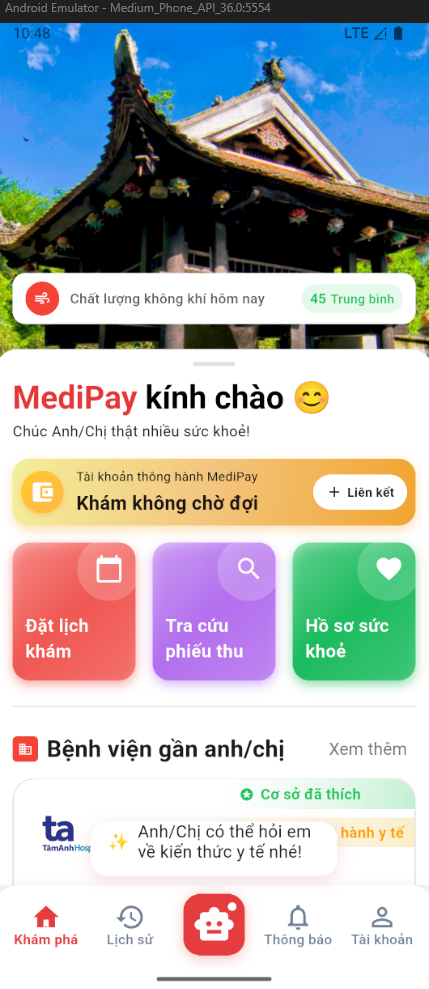 Android Emulator - Medium_Phone_API_36.0:5554
10:48
LTE
Chất lượng không khí hôm nay
45 Trung bình
MediPay kính chào 😊
Chúc Anh/Chị thật nhiều sức khoẻ!
Tài khoản thông hành MediPay
Khám không chờ đợi
+ Liên kết
Đặt lịch
khám
Tra cứu
phiếu thu
Hồ sơ sức
khoẻ
Bệnh viện gần anh/chị
Xem thêm
Cơ sở đã thích
ta
TâmAnhHosp
hành y tế
✨ Anh/Chị có thể hỏi em
về kiến thức y tế nhé!
Khám phá
Lịch sử
Thông báo
Tài khoản